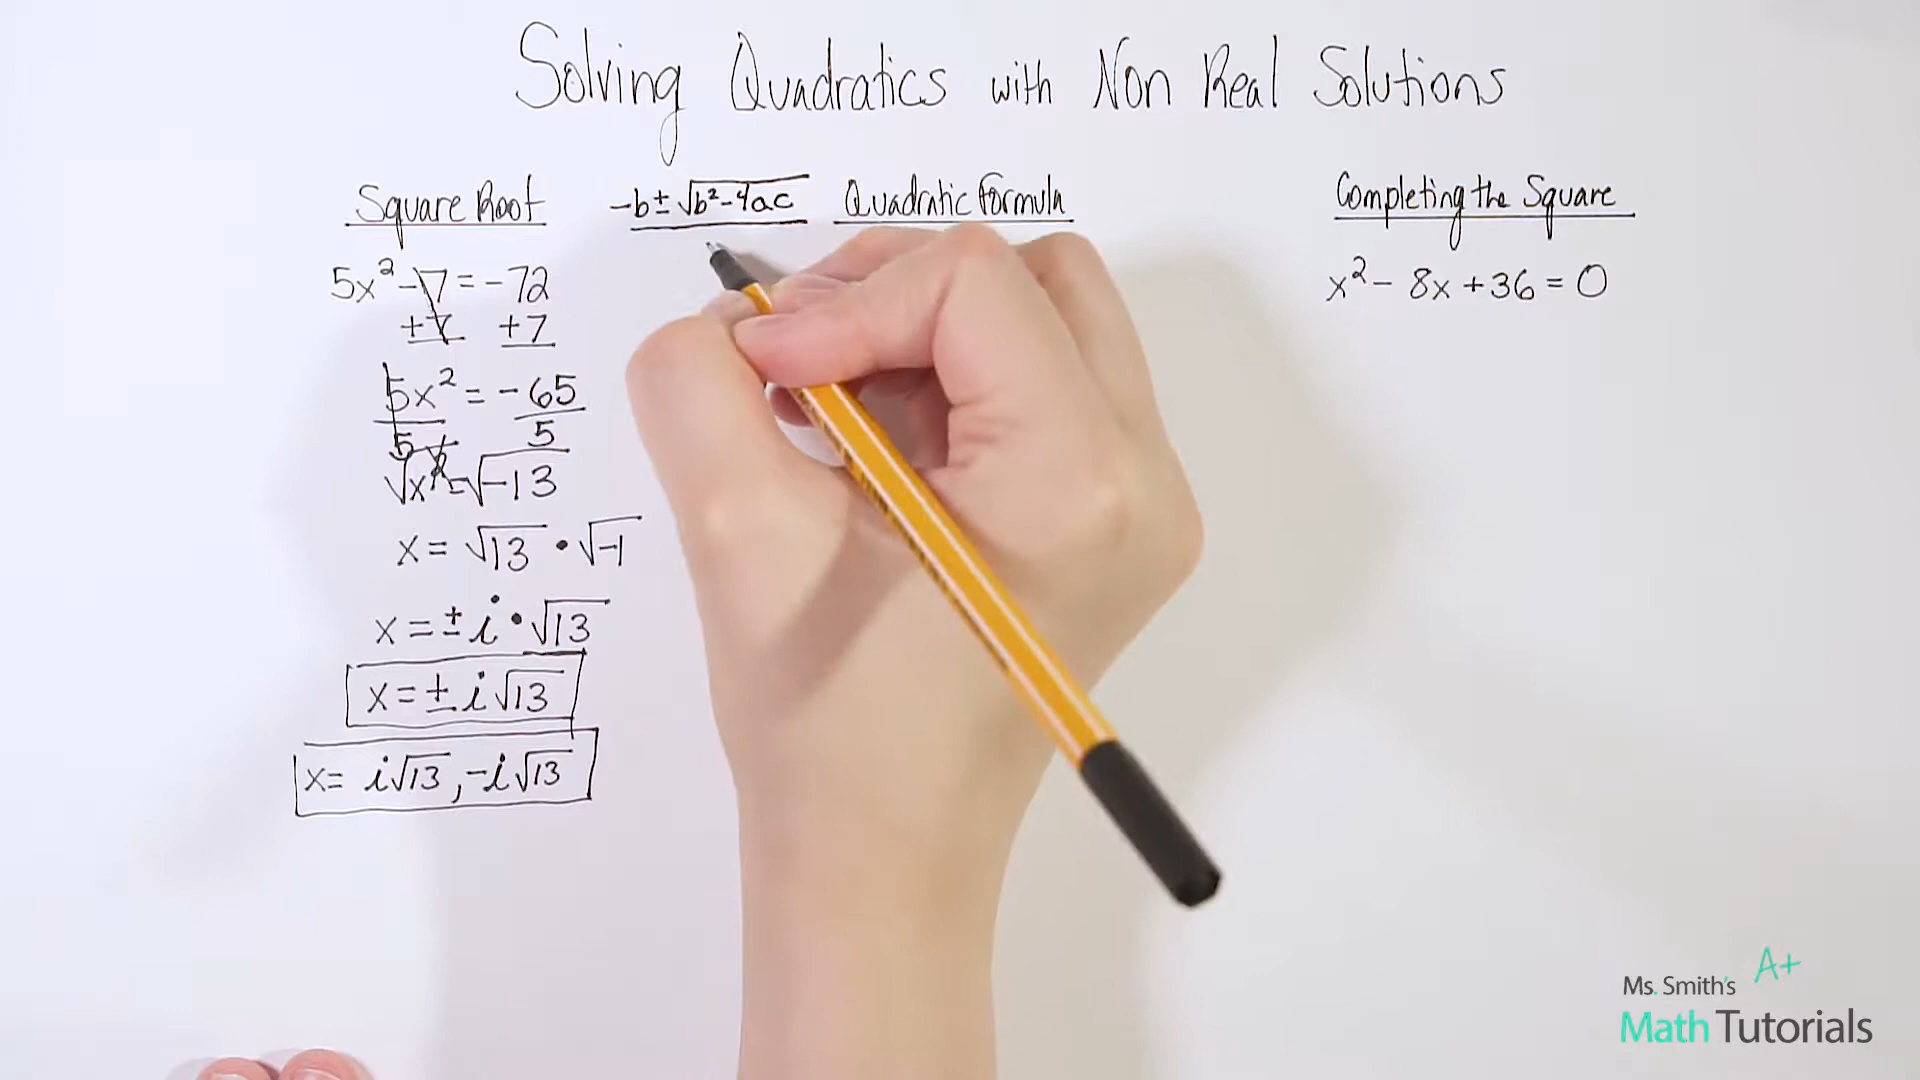 Solving Quadratics with Non Real Solutions
Square Root
5x² - 7 = -72
+7 +7
5x² = -65
5 5
√x² = √-13
x = √13 • √-1
x = ± i • √13
x = ± i√13
x = i√13, -i√13
-b ± √b² - 4ac
Quadratic Formula
Completing the Square
x² - 8x + 36 = 0
Ms. Smith's A+
Math Tutorials